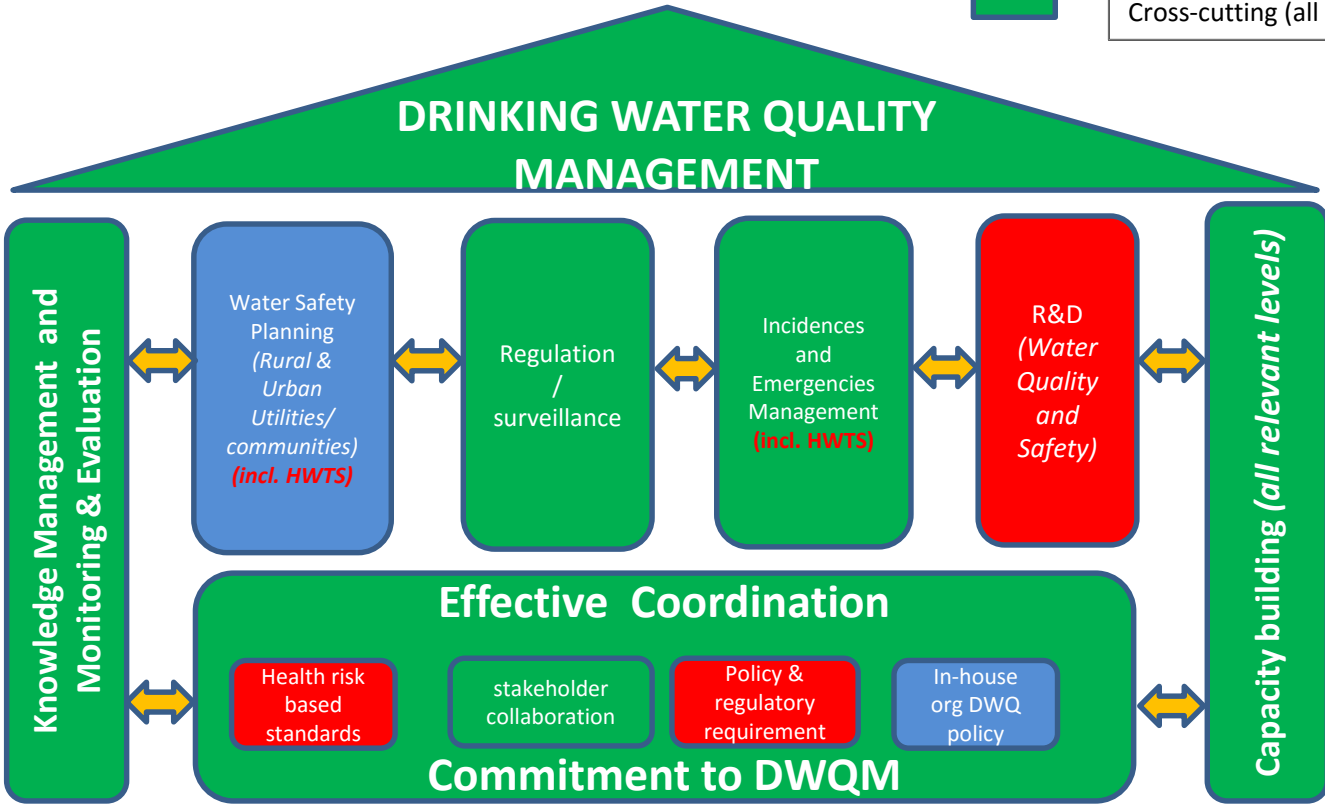 Cross-cutting (all
DRINKING WATER QUALITY
MANAGEMENT
Knowledge Management and
Monitoring & Evaluation
Water Safety
Planning
(Rural &
Urban
Utilities/
communities)
(incl. HWTS)
Regulation
/
surveillance
Incidences
and
Emergencies
Management
(incl. HWTS)
R&D
(Water
Quality
and
Safety)
Capacity building (all relevant levels)
Effective Coordination
Health risk
based
standards
stakeholder
collaboration
Policy &
regulatory
requirement
In-house
org DWQ
policy
Commitment to DWQM